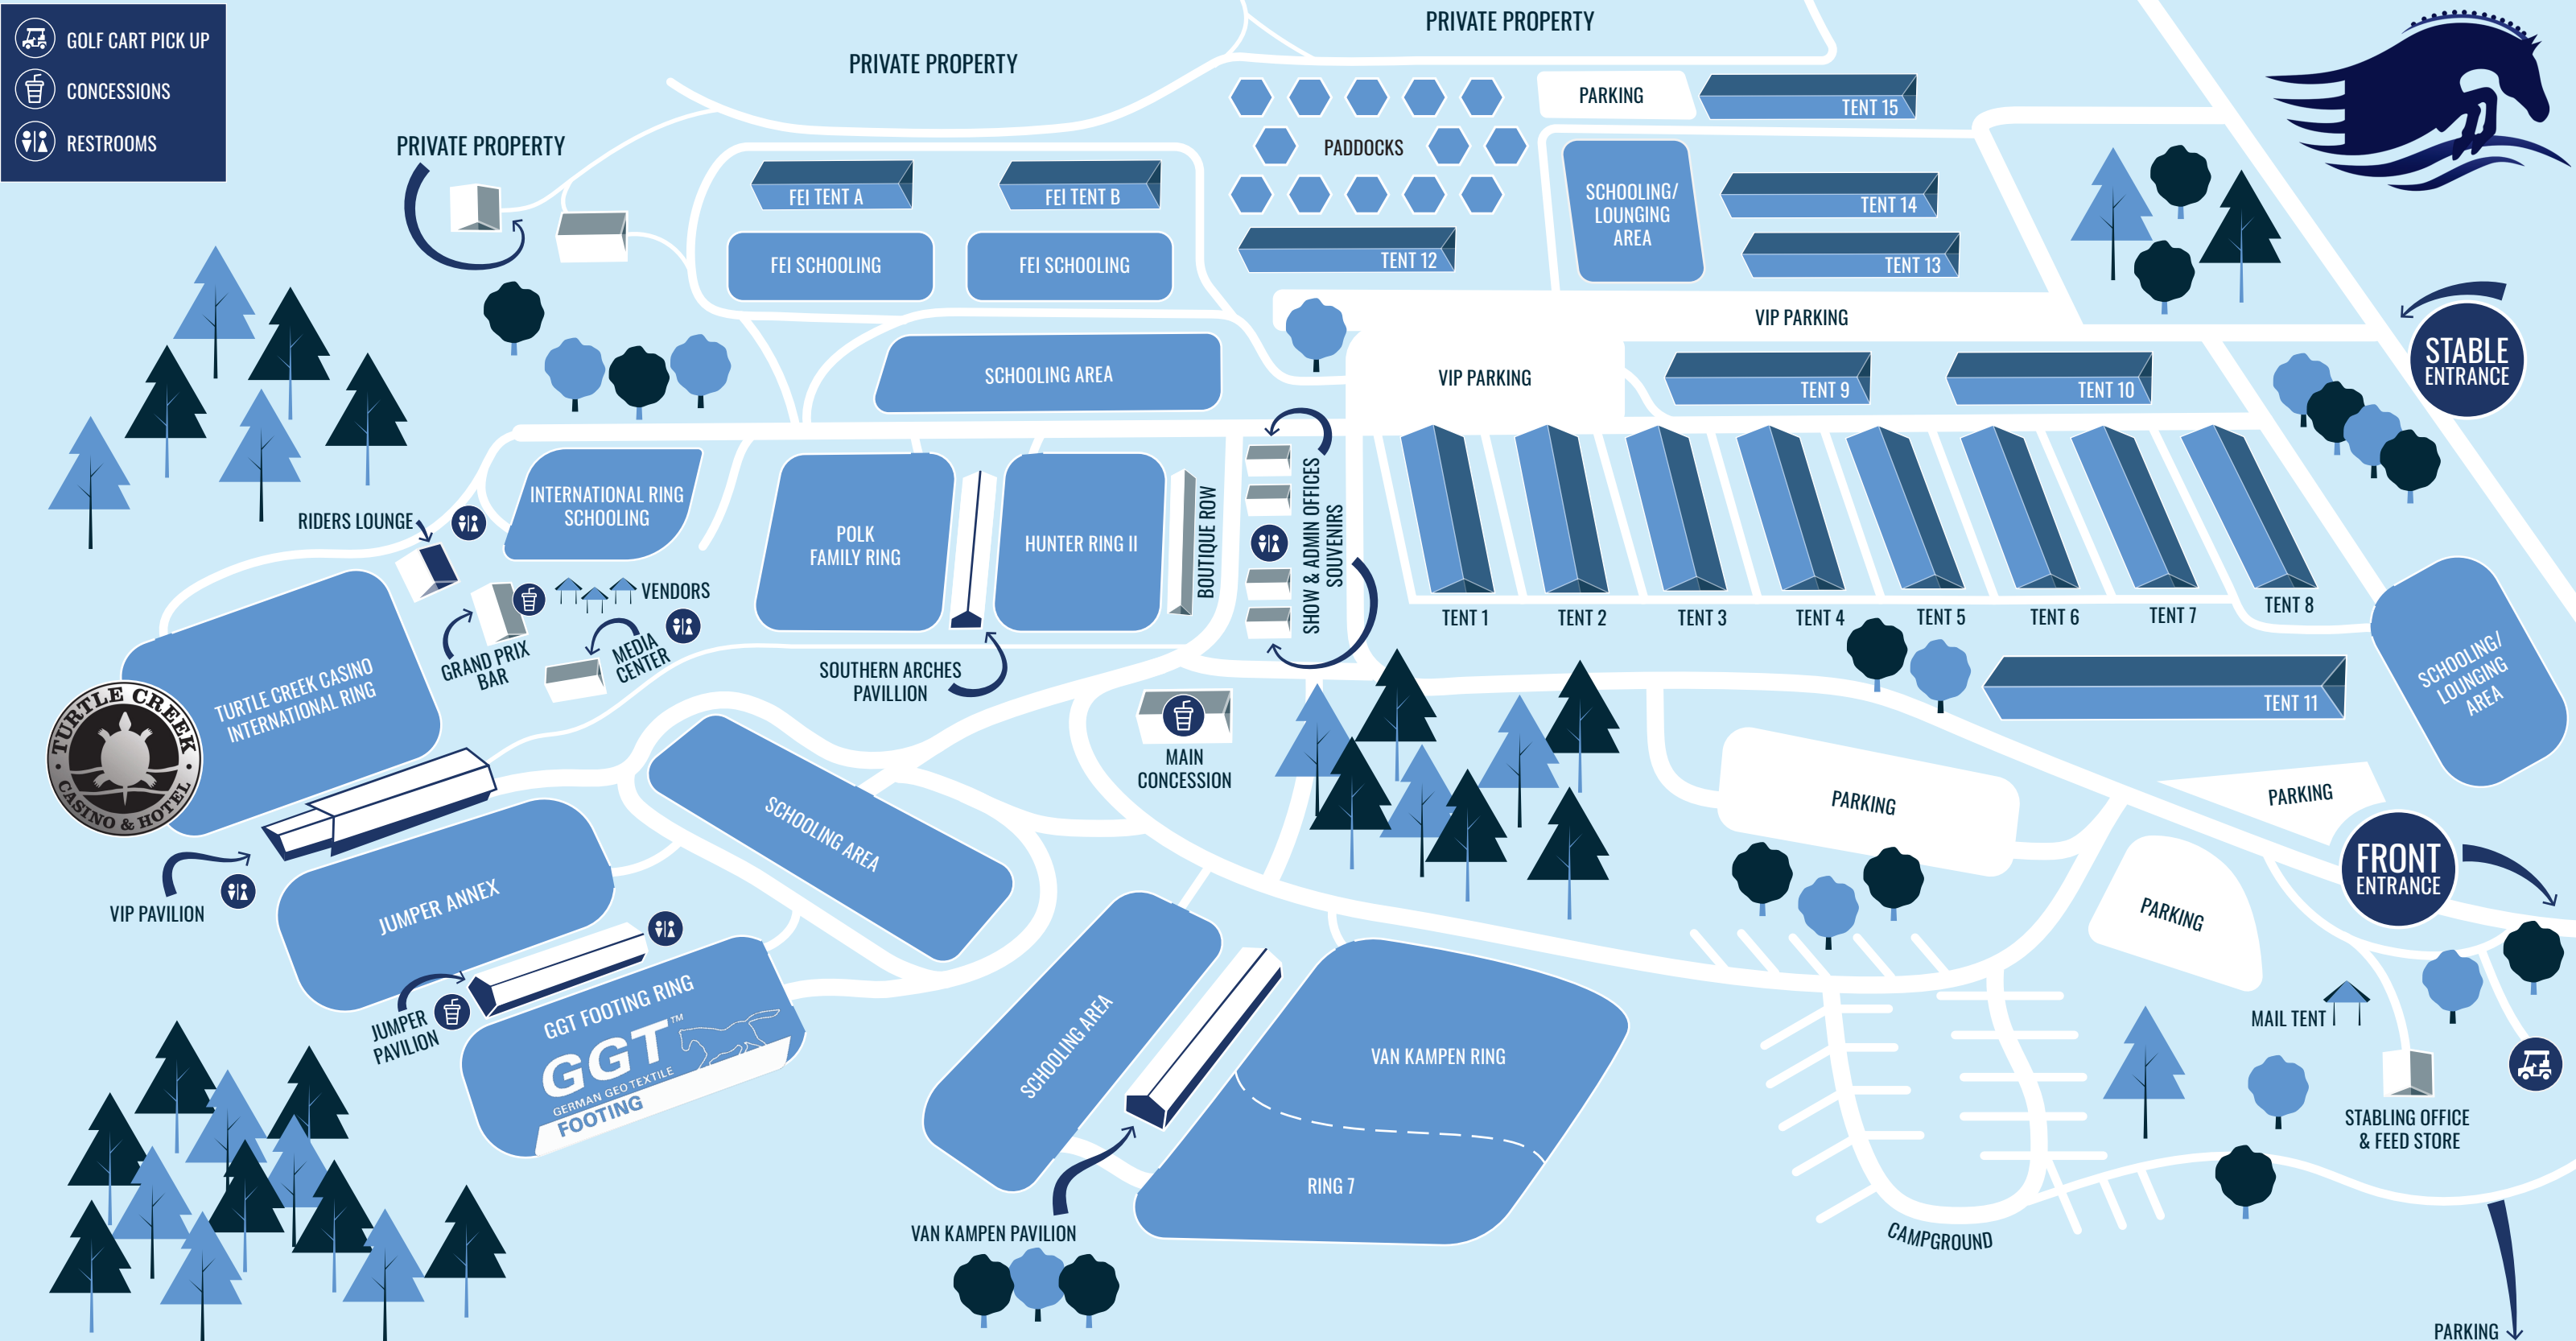 GOLF CART PICK UP
CONCESSIONS
RESTROOMS
PRIVATE PROPERTY
PRIVATE PROPERTY
PRIVATE PROPERTY
PARKING
TENT 15
PADDOCKS
FEI TENT A
FEI TENT B
SCHOOLING/
LOUNGING
AREA
TENT 14
TENT 13
TENT 12
FEI SCHOOLING
FEI SCHOOLING
VIP PARKING
STABLE
ENTRANCE
SCHOOLING AREA
VIP PARKING
TENT 9
TENT 10
INTERNATIONAL RING
SCHOOLING
RIDERS LOUNGE
POLK
FAMILY RING
HUNTER RING II
BOUTIQUE ROW
SHOW & ADMIN OFFICES
SOUVENIRS
VENDORS
GRAND PRIX
BAR
MEDIA
CENTER
TENT 1
TENT 2
TENT 3
TENT 4
TENT 5
TENT 6
TENT 7
TENT 8
SOUTHERN ARCHES
PAVILLION
TURTLE CREEK CASINO
INTERNATIONAL RING
TURTLE CREEK
CASINO & HOTEL
TENT 11
SCHOOLING/
LOUNGING
AREA
MAIN
CONCESSION
SCHOOLING AREA
PARKING
PARKING
FRONT
ENTRANCE
VIP PAVILION
JUMPER ANNEX
PARKING
JUMPER
PAVILION
GGT FOOTING RING
GGT™
GERMAN GEO TEXTILE
FOOTING
SCHOOLING AREA
VAN KAMPEN RING
MAIL TENT
STABLING OFFICE
& FEED STORE
RING 7
VAN KAMPEN PAVILION
CAMPGROUND
PARKING